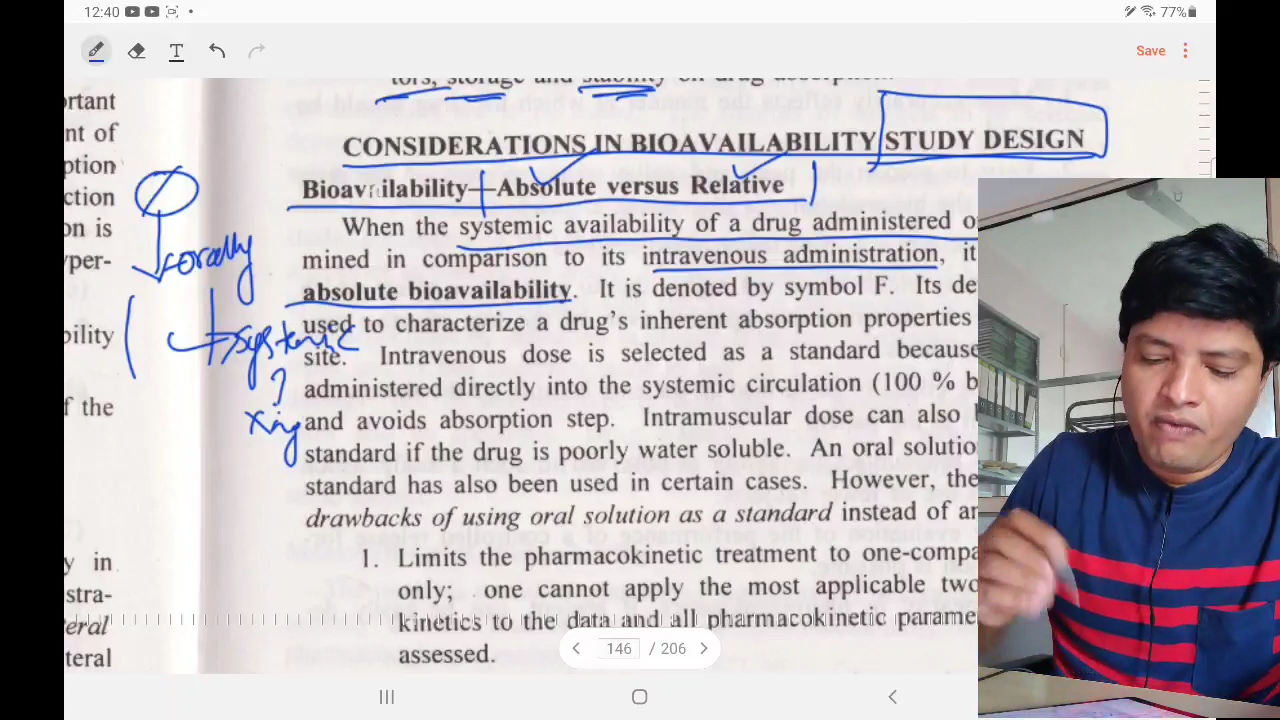 12:40
77%
T
Save
tors, storage and stability on drug absorption.
CONSIDERATIONS IN BIOAVAILABILITY STUDY DESIGN
Bioavailability—Absolute versus Relative
When the systemic availability of a drug administered or
mined in comparison to its intravenous administration, it
absolute bioavailability. It is denoted by symbol F. Its de
used to characterize a drug's inherent absorption properties
site. Intravenous dose is selected as a standard because
administered directly into the systemic circulation (100 % b
and avoids absorption step. Intramuscular dose can also
standard if the drug is poorly water soluble. An oral solution
standard has also been used in certain cases. However, the
drawbacks of using oral solution as a standard instead of an
1. Limits the pharmacokinetic treatment to one-compa
only; one cannot apply the most applicable two
kinetics to the data and all pharmacokinetic parame
assessed.
ortant
ent of
ption
ction
on is
yper-
bility
f the
y in
stra-
teral
orally
systemic
?
146 / 206